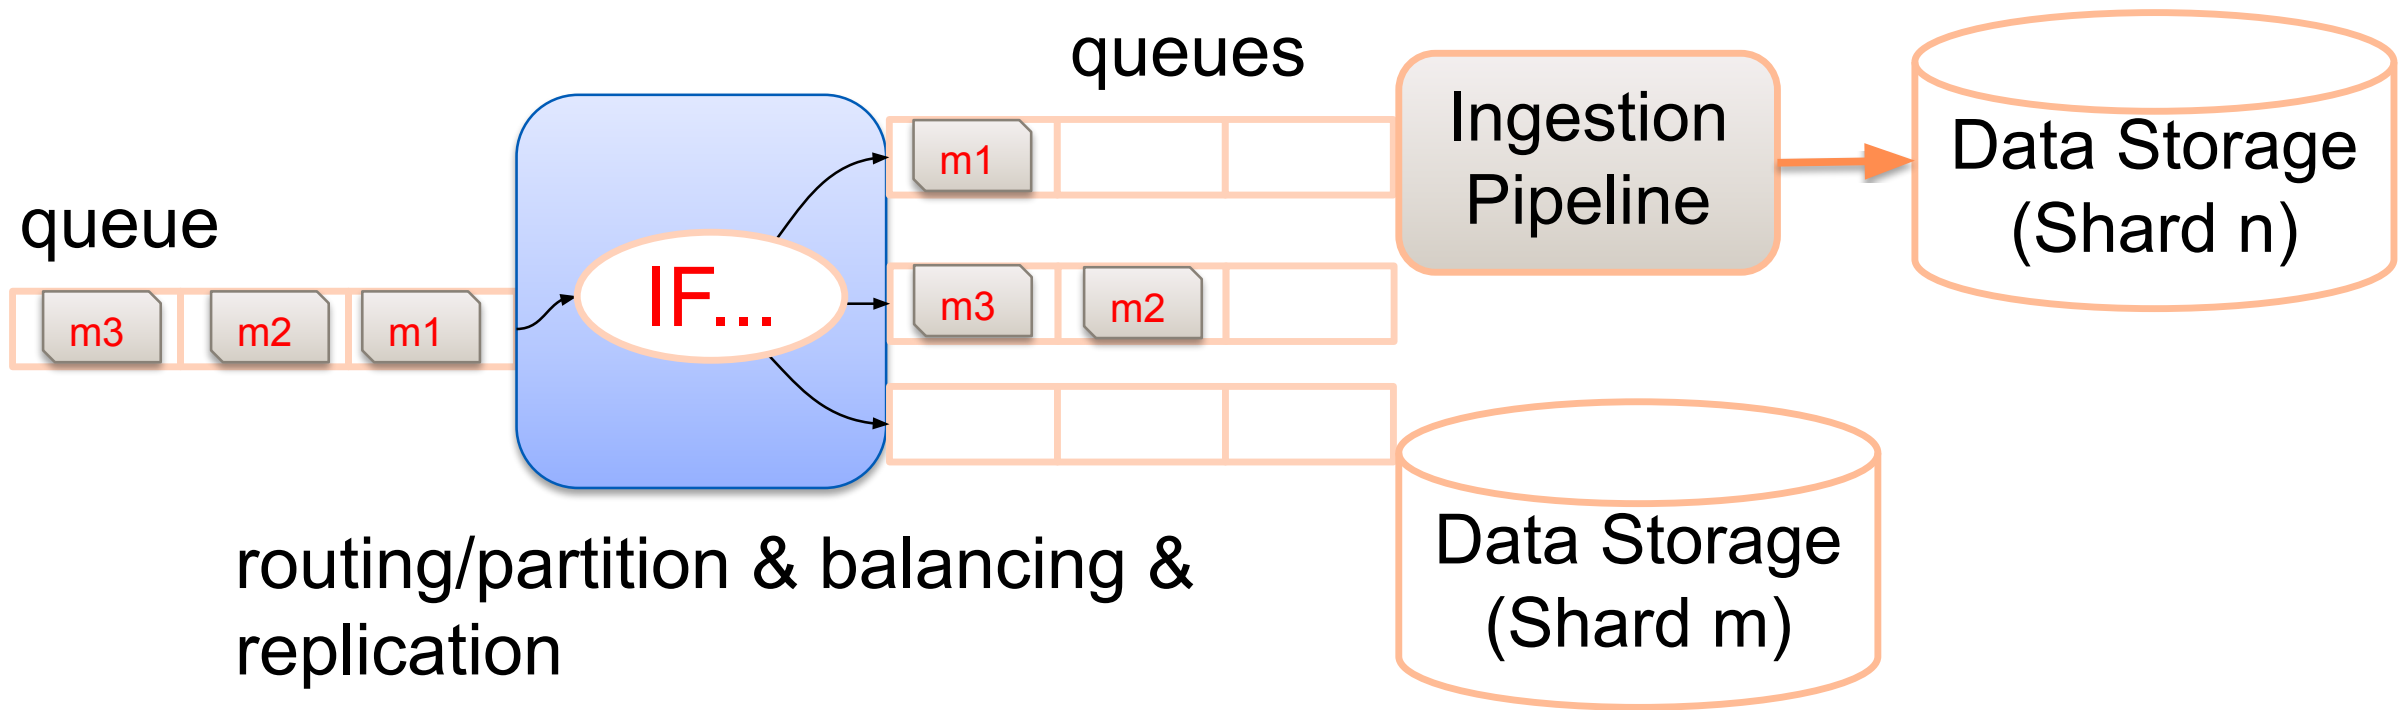 queue
m3
m2
m1
IF...
queues
m1
m3
m2
Ingestion
Pipeline
Data Storage
(Shard n)
Data Storage
(Shard m)
routing/partition & balancing &
replication